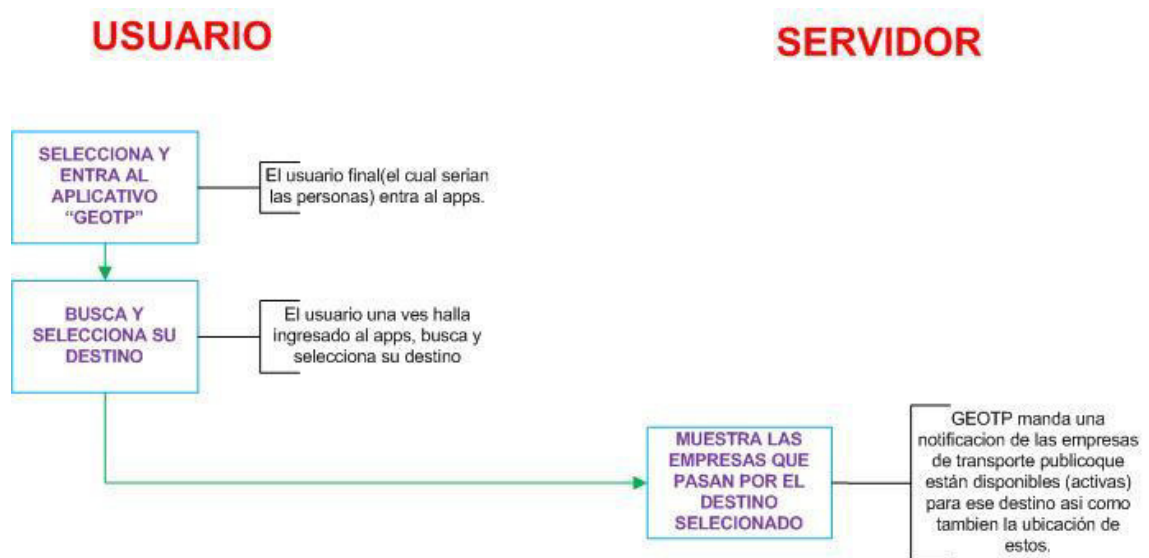 USUARIO
SERVIDOR
SELECCIONA Y
ENTRA AL
APLICATIVO
“GEOTP”
El usuario final(el cual serian
las personas) entra al apps.
BUSCA Y
SELECCIONA SU
DESTINO
El usuario una ves halla
ingresado al apps, busca y
selecciona su destino
MUESTRA LAS
EMPRESAS QUE
PASAN POR EL
DESTINO
SELECIONADO
GEOTP manda una
notificacion de las empresas
de transporte publicoque
están disponibles (activas)
para ese destino asi como
tambien la ubicación de
estos.